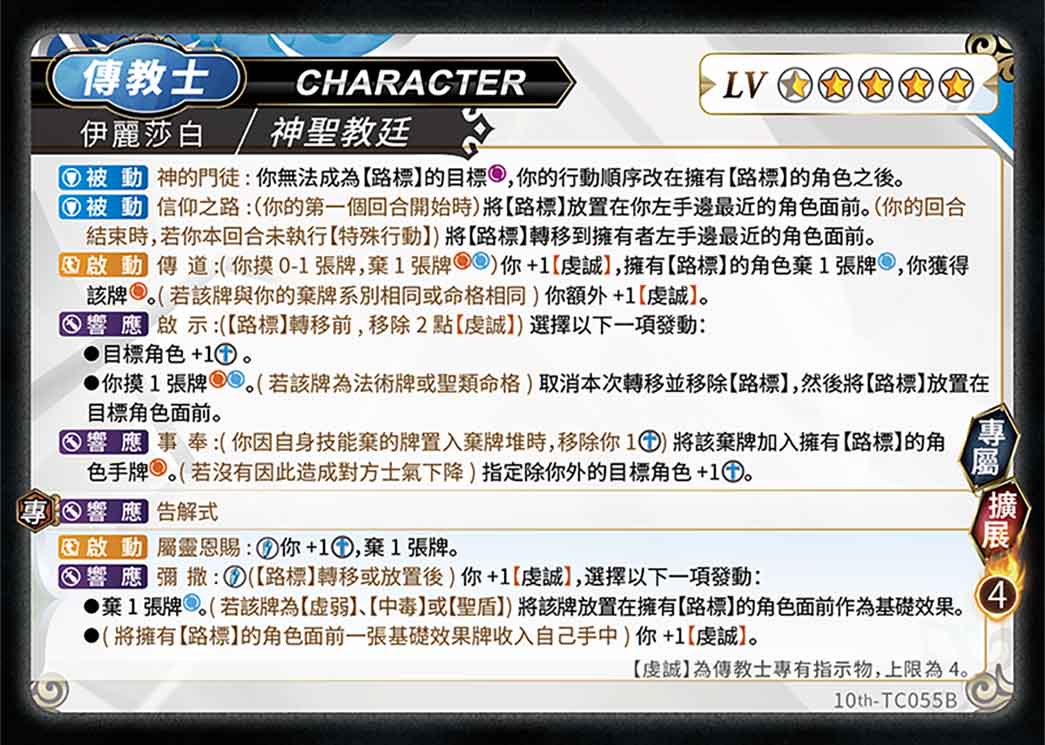 傳教士 CHARACTER LV
伊麗莎白 / 神聖教廷
被動 神的門徒:你無法成為【路標】的目標,你的行動順序改在擁有【路標】的角色之後。
被動 信仰之路:(你的第一個回合開始時)將【路標】放置在你左手邊最近的角色面前。(你的回合
結束時,若你本回合未執行【特殊行動】)將【路標】轉移到擁有者左手邊最近的角色面前。
啟動 傳 道:(你摸 0-1 張牌,棄 1 張牌)你 +1【虔誠】,擁有【路標】的角色棄 1 張牌,你獲得
該牌。(若該牌與你的棄牌系別相同或命格相同)你額外 +1【虔誠】。
響應 啟 示:(【路標】轉移前,移除 2 點【虔誠】)選擇以下一項發動:
●目標角色 +1。
●你摸 1 張牌。(若該牌為法術牌或聖類命格)取消本次轉移並移除【路標】,然後將【路標】放置在
目標角色面前。
響應 事 奉:(你因自身技能棄的牌置入棄牌堆時,移除你 1)將該棄牌加入擁有【路標】的角
色手牌。(若沒有因此造成對方士氣下降)指定除你外的目標角色 +1。
專屬
專 響應 告解式
擴展
啟動 屬靈恩賜:你 +1,棄 1 張牌。
響應 彌 撒:(【路標】轉移或放置後)你 +1【虔誠】,選擇以下一項發動:
4
●棄 1 張牌。(若該牌為【虛弱】、【中毒】或【聖盾】)將該牌放置在擁有【路標】的角色面前作為基礎效果。
●(將擁有【路標】的角色面前一張基礎效果牌收入自己手中)你 +1【虔誠】。
【虔誠】為傳教士專有指示物,上限為 4。
10th-TC055B